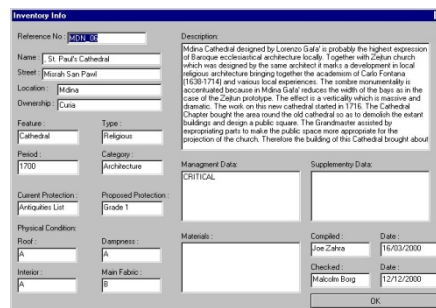 Inventory Info
Reference No : MDN_06
Name : , St. Paul's Cathedral
Street : Misrah San Pawl
Location : Mdina
Ownership : Curia
Feature : Type :
Cathedral Religious
Period : Category :
1700 Architecture
Current Protection : Proposed Protection :
Antiquities List Grade 1
Physical Condition:
Roof : Dampness :
A A
Interior : Main Fabric :
A B
Description:
Mdina Cathedral designed by Lorenzo Gafa' is probably the highest expression
of Baroque ecclesiastical architecture locally. Together with Zejtun church
which was designed by the same architect it marks a development in local
religious architecture bringing together the academism of Carlo Fontana
(1638-1714) and various local experiences. The sombre monumentality is
accentuated because in Mdina Gafa' reduces the width of the bays as in the
case of the Zejtun prototype. The effect is a verticality which is massive and
dramatic. The work on this new cathedral started in 1716. The Cathedral
Chapter bought the area round the old cathedral so as to demolish the extant
buildings and design a public square. The Grandmaster assisted by
expropriating parts to make the public space more appropriate for the
projection of the church. Therefore the building of this Cathedral brought about
Managment Data: Supplementry Data:
CRITICAL
Materials : Compiled : Date :
Joe Zahra 16/03/2000
Checked : Date :
Malcolm Borg 12/12/2000
OK